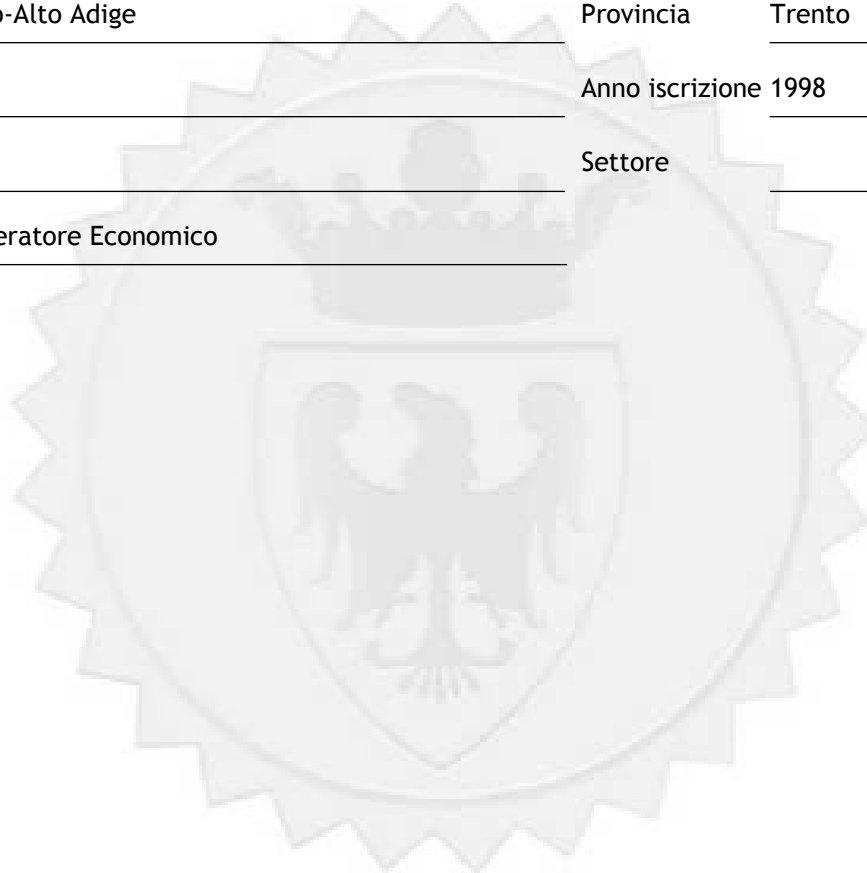 o-Alto Adige Provincia Trento
Anno iscrizione 1998
Settore
eratore Economico